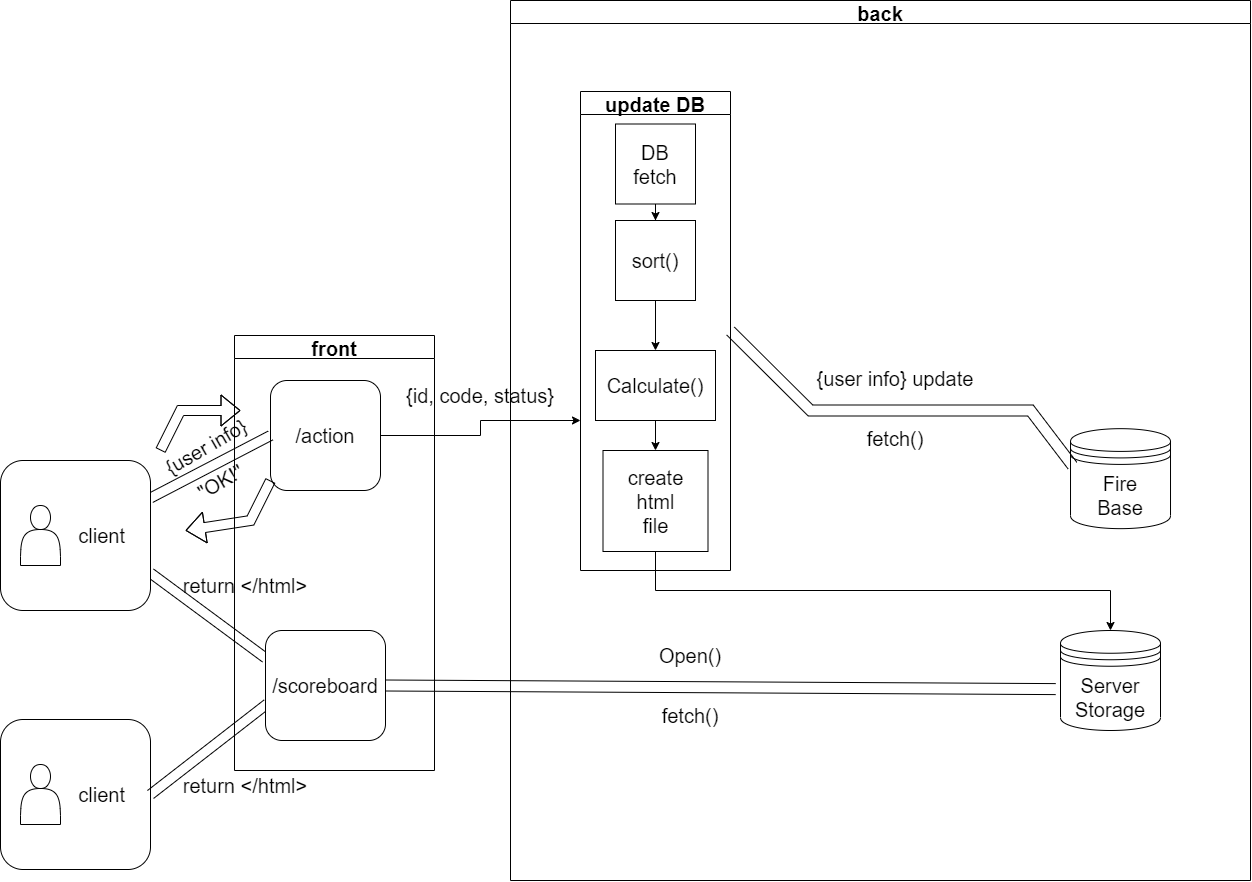 back
update DB
DB
fetch
sort()
Calculate()
create
html
file
front
/action
{id, code, status}
{user info}
"OK!"
client
return </html>
/scoreboard
client
return </html>
{user info} update
fetch()
Fire
Base
Open()
fetch()
Server
Storage